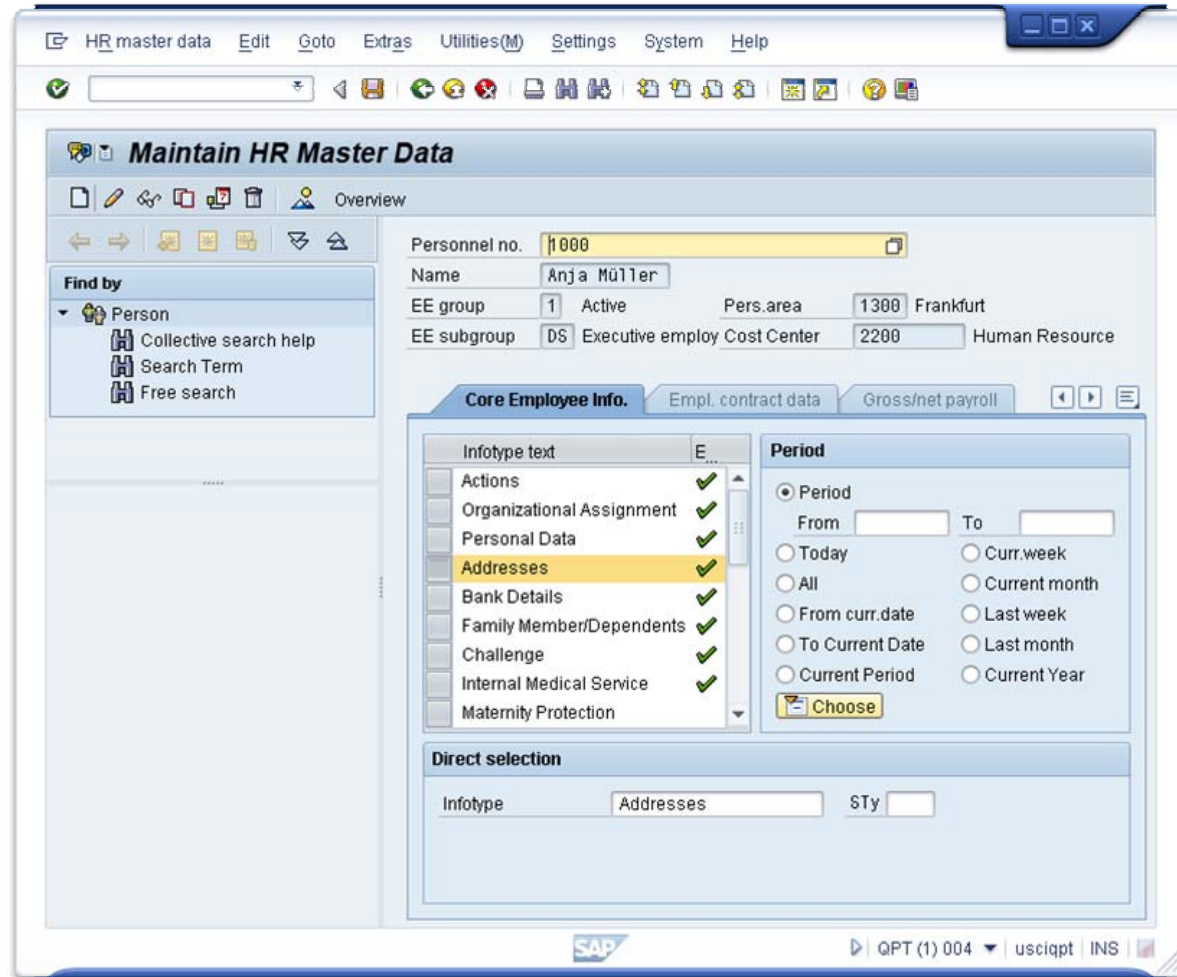 HR master data Edit Goto Extras Utilities(M) Settings System Help
Maintain HR Master Data
Overview
Find by
Person
Collective search help
Search Term
Free search
Personnel no. 1000
Name Anja Müller
EE group 1 Active Pers.area 1300 Frankfurt
EE subgroup DS Executive employ Cost Center 2200 Human Resource
Core Employee Info. Empl. contract data Gross/net payroll
Infotype text E...
Actions
Organizational Assignment
Personal Data
Addresses
Bank Details
Family Member/Dependents
Challenge
Internal Medical Service
Maternity Protection
Period
Period
From To
Today Curr.week
All Current month
From curr.date Last week
To Current Date Last month
Current Period Current Year
Choose
Direct selection
Infotype Addresses STy
SAP QPT (1) 004 usciqpt INS